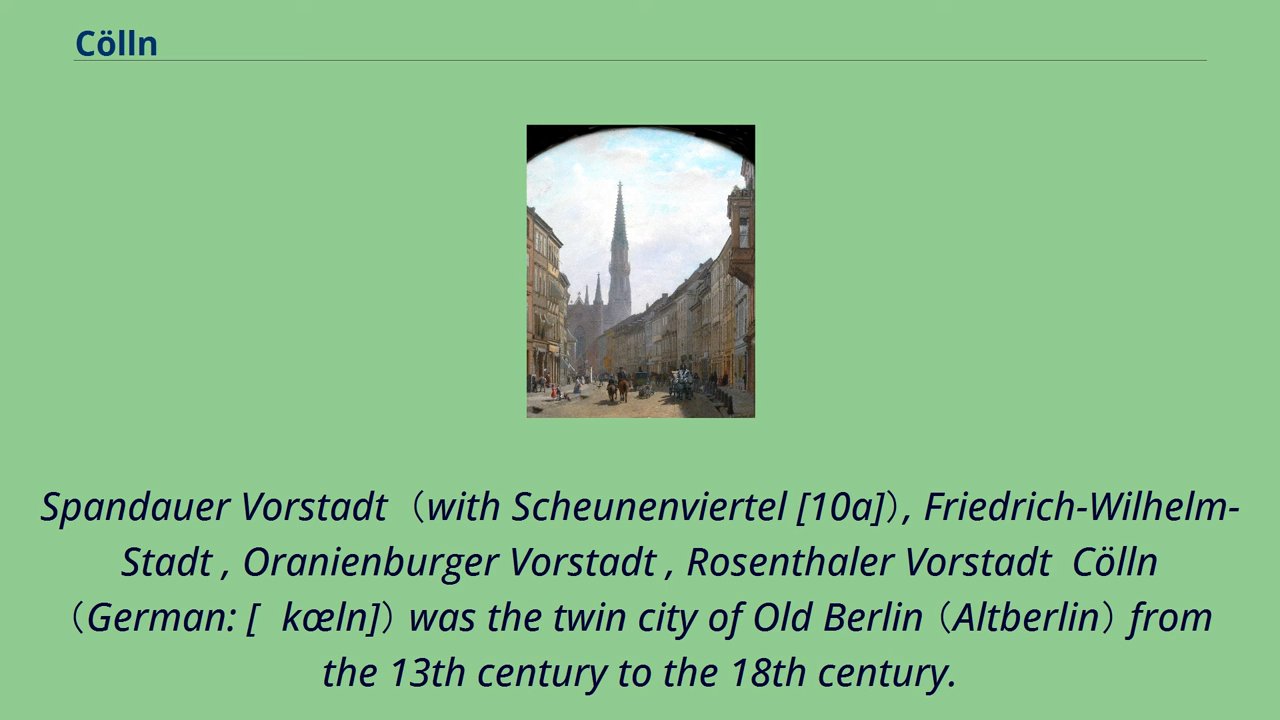 Cölln
Spandauer Vorstadt （with Scheunenviertel [10a]）, Friedrich-Wilhelm-
Stadt , Oranienburger Vorstadt , Rosenthaler Vorstadt  Cölln
（German: [  kœln]）was the twin city of Old Berlin（Altberlin）from
the 13th century to the 18th century.